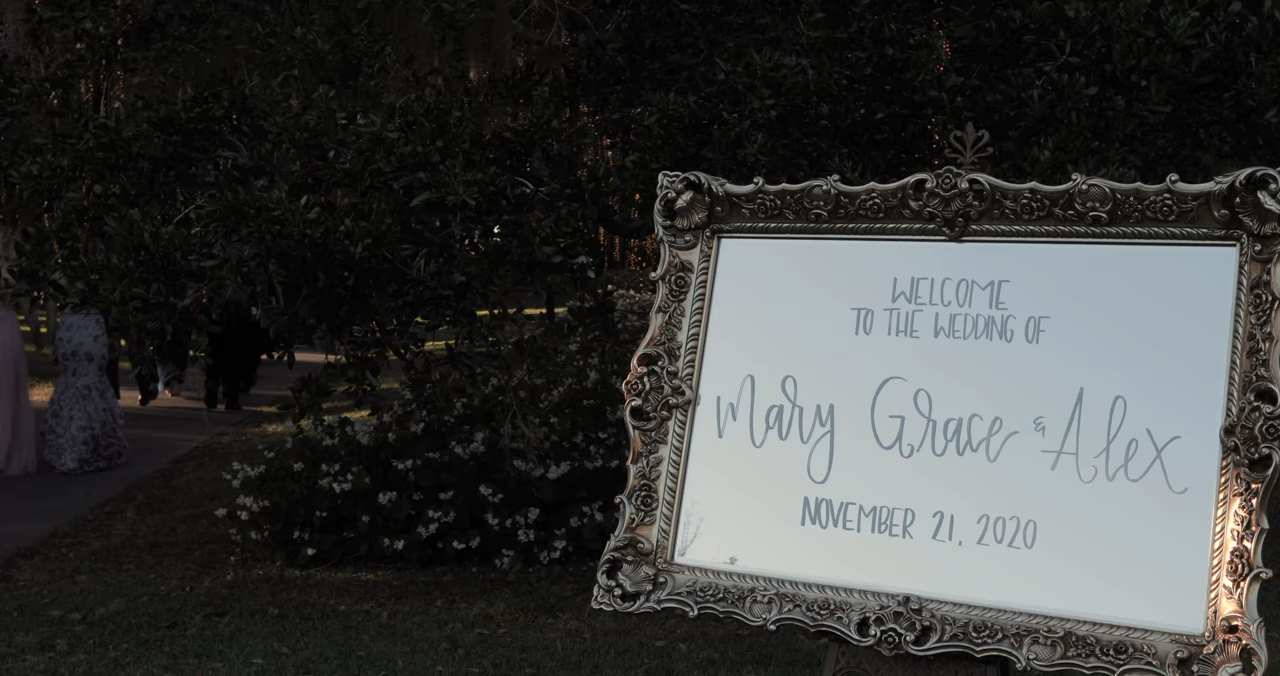 WELCOME
TO THE WEDDING OF
Mary Grace & Alex
NOVEMBER 21, 2020